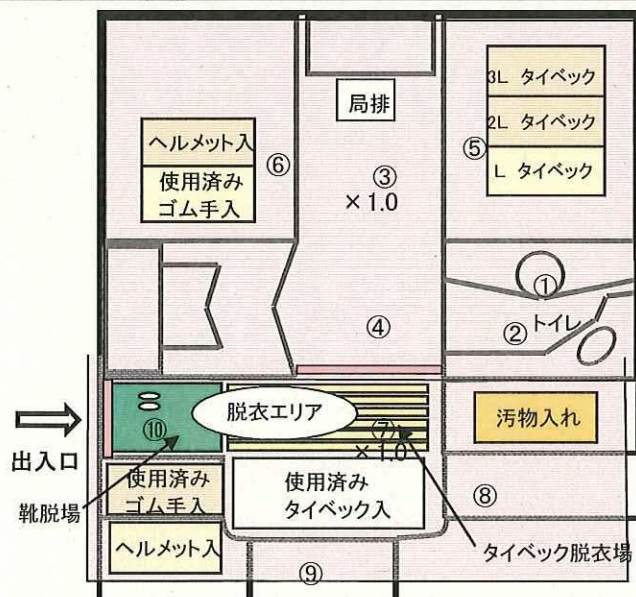 局排
3L タイベック
2L タイベック
L タイベック
ヘルメット入
使用済み
ゴム手入
⑥
③
×1.0
⑤
①
②
トイレ
④
出入口
⑩
脱衣エリア
⑦
×1.0
汚物入れ
靴脱場
使用済み
ゴム手入
使用済み
タイベック入
⑧
ヘルメット入
タイベック脱衣場
⑨